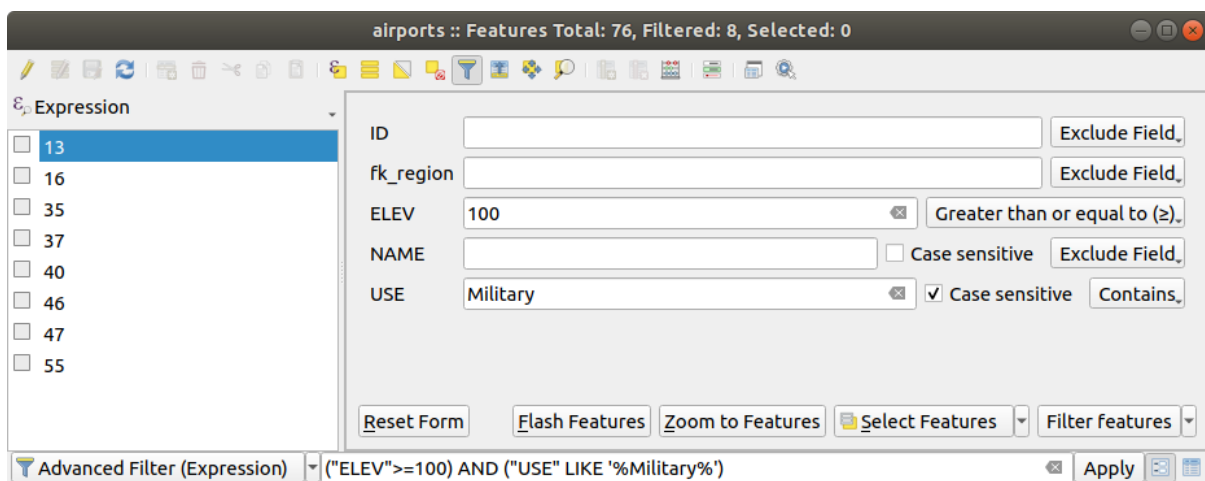 airports :: Features Total: 76, Filtered: 8, Selected: 0
Expression
13
16
35
37
40
46
47
55
ID Exclude Field
fk_region Exclude Field
ELEV 100 Greater than or equal to (≥)
NAME Case sensitive Exclude Field
USE Military Case sensitive Contains
Reset Form Flash Features Zoom to Features Select Features Filter features
Advanced Filter (Expression) ("ELEV">=100) AND ("USE" LIKE '%Military%') Apply